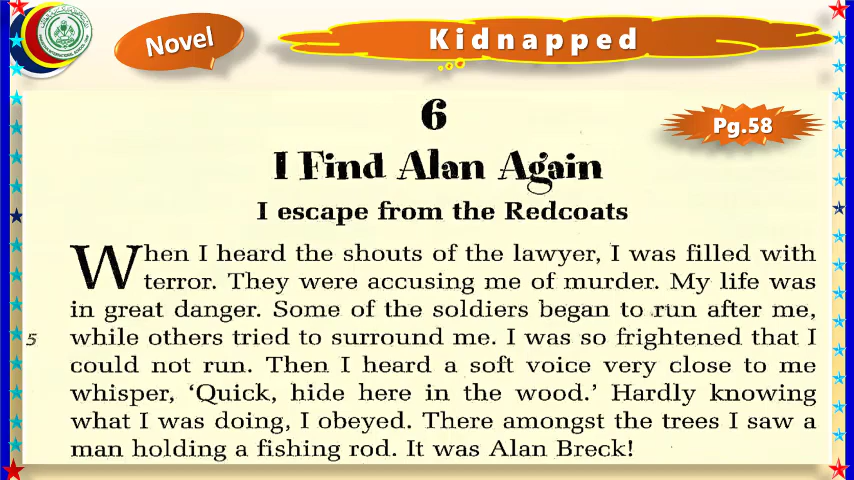 Novel
Kidnapped
6
Pg.58
I Find Alan Again
I escape from the Redcoats
When I heard the shouts of the lawyer, I was filled with
terror. They were accusing me of murder. My life was
in great danger. Some of the soldiers began to run after me,
5 while others tried to surround me. I was so frightened that I
could not run. Then I heard a soft voice very close to me
whisper, ‘Quick, hide here in the wood.’ Hardly knowing
what I was doing, I obeyed. There amongst the trees I saw a
man holding a fishing rod. It was Alan Breck!